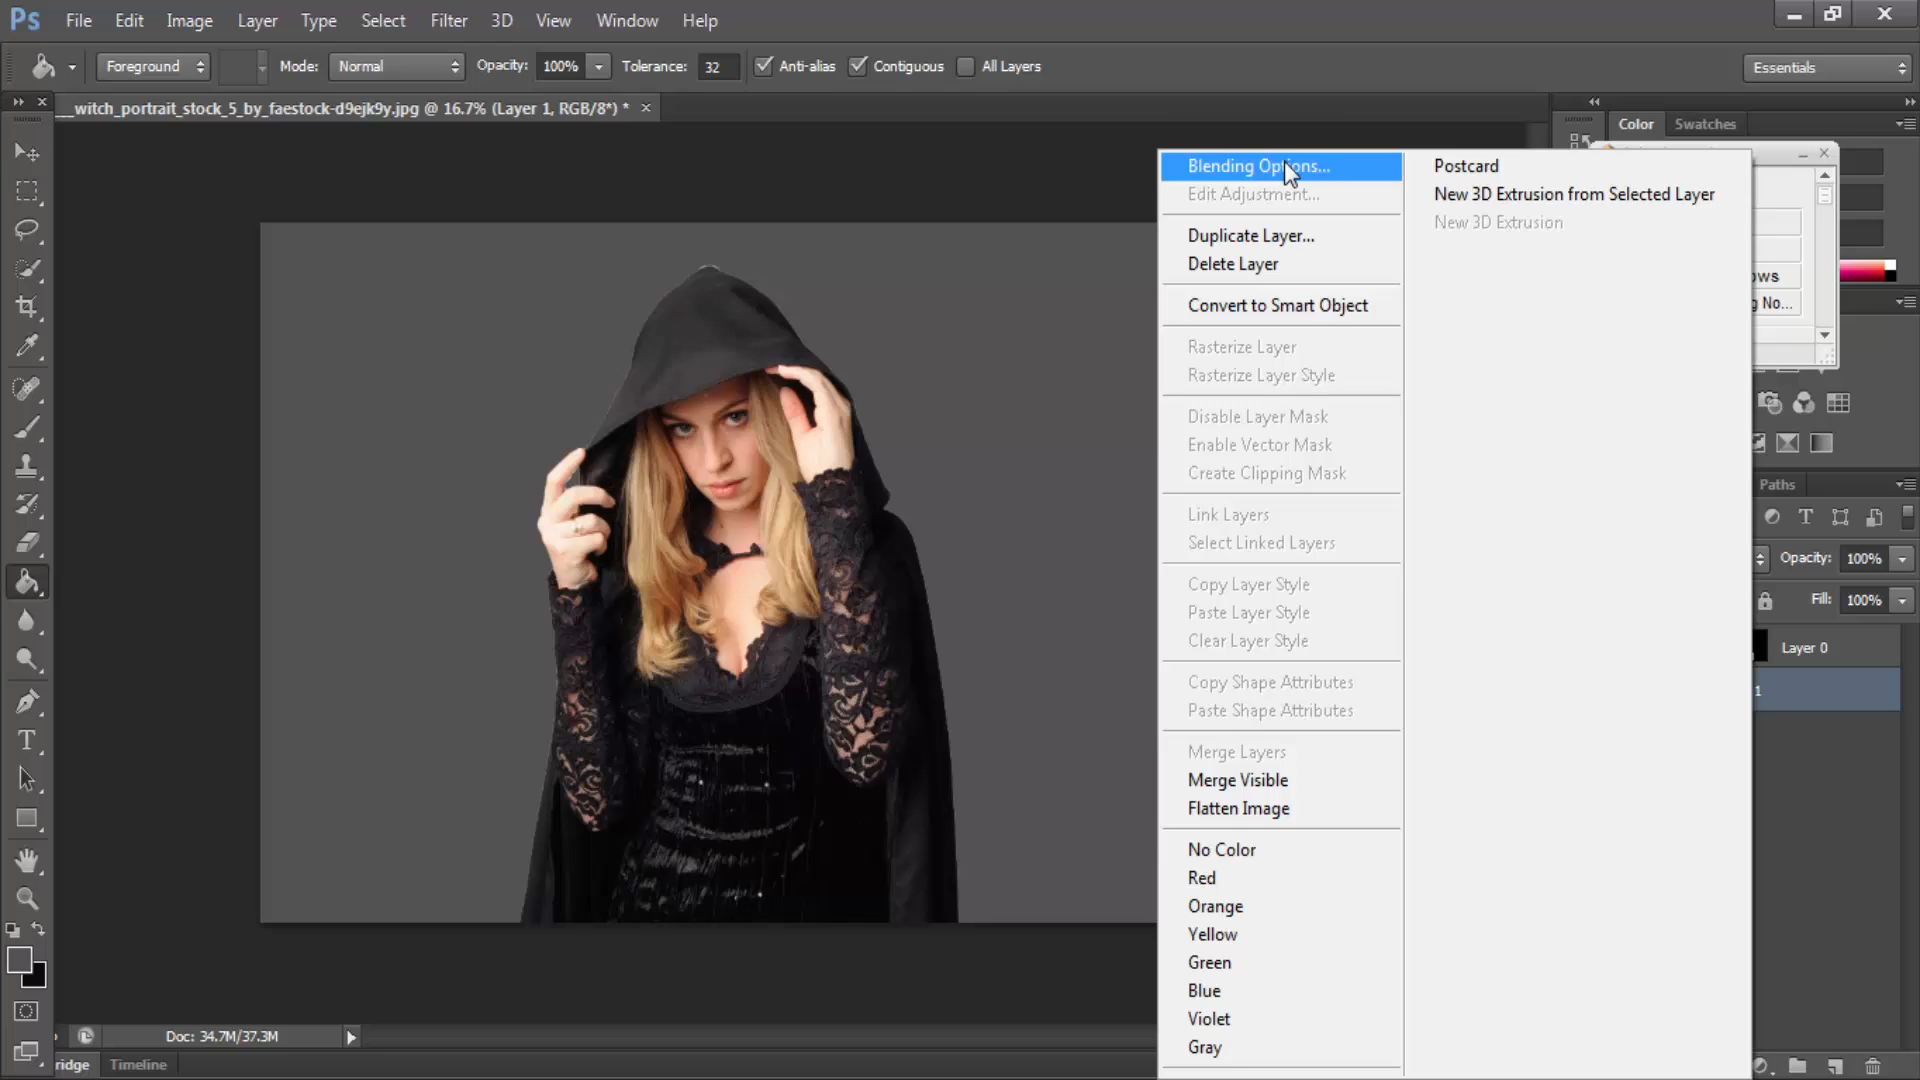 Ps File Edit Image Layer Type Select Filter 3D View Window Help
Foreground Mode: Normal Opacity: 100% Tolerance: 32 Anti-alias Contiguous All Layers Essentials
__witch_portrait_stock_5_by_faestock-d9ejk9y.jpg @ 16.7% (Layer 1, RGB/8*) *
Color Swatches
Blending Options...
Edit Adjustment...
Duplicate Layer...
Delete Layer
Convert to Smart Object
Rasterize Layer
Rasterize Layer Style
Disable Layer Mask
Enable Vector Mask
Create Clipping Mask
Link Layers
Select Linked Layers
Copy Layer Style
Paste Layer Style
Clear Layer Style
Copy Shape Attributes
Paste Shape Attributes
Merge Layers
Merge Visible
Flatten Image
No Color
Red
Orange
Yellow
Green
Blue
Violet
Gray
Postcard
New 3D Extrusion from Selected Layer
New 3D Extrusion
ows
g No...
Paths
Opacity: 100%
Fill: 100%
Layer 0
1
Doc: 34.7M/37.3M
ridge Timeline